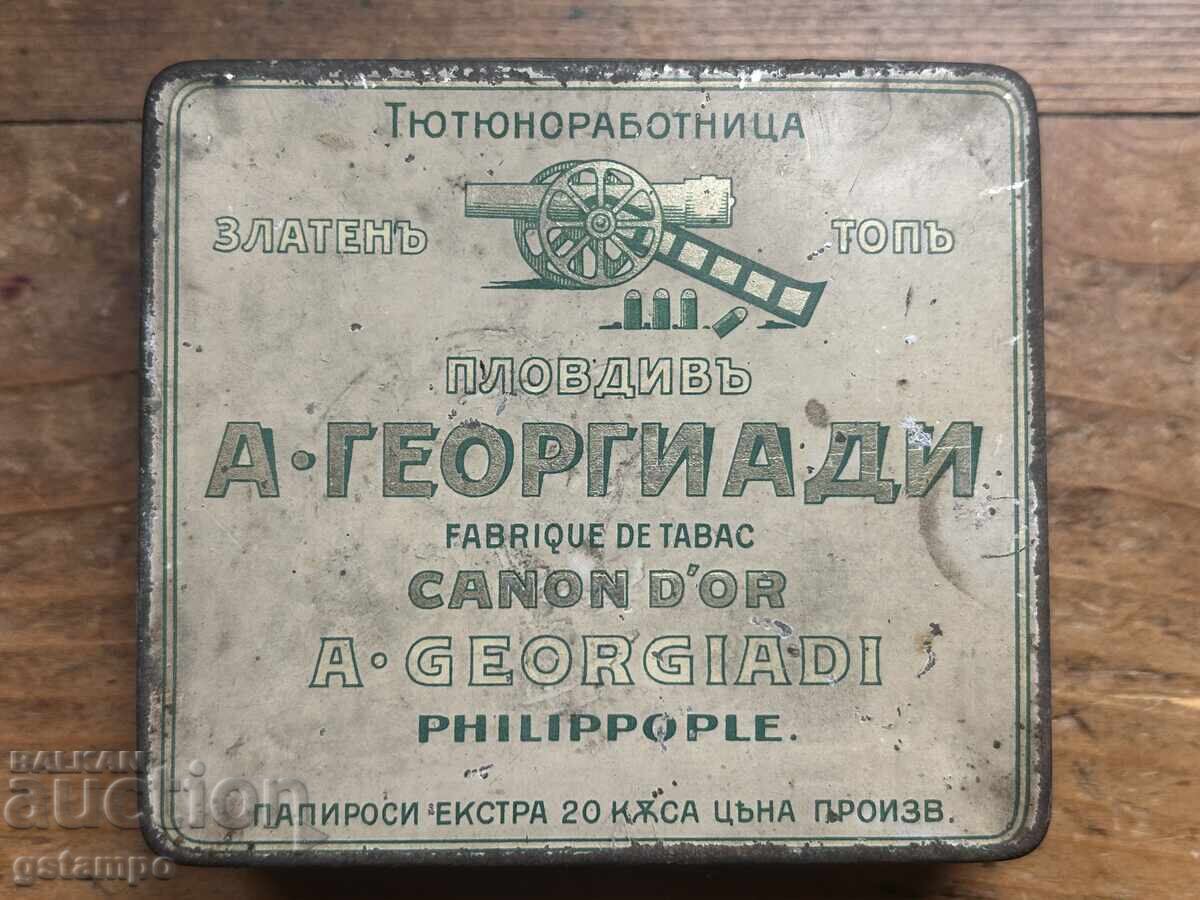 Тютюноработница
ЗЛАТЕНЪ ТОПЪ
ПЛОВДИВЪ
А·ГЕОРГИАДИ
FABRIQUE DE TABAC
CANON D'OR
A·GEORGIADI
PHILIPPOPLE.
ПАПИРОСИ ЕКСТРА 20 КѪСА ЦѢНА ПРОИЗВ.
BALKAN
auction
gstampo